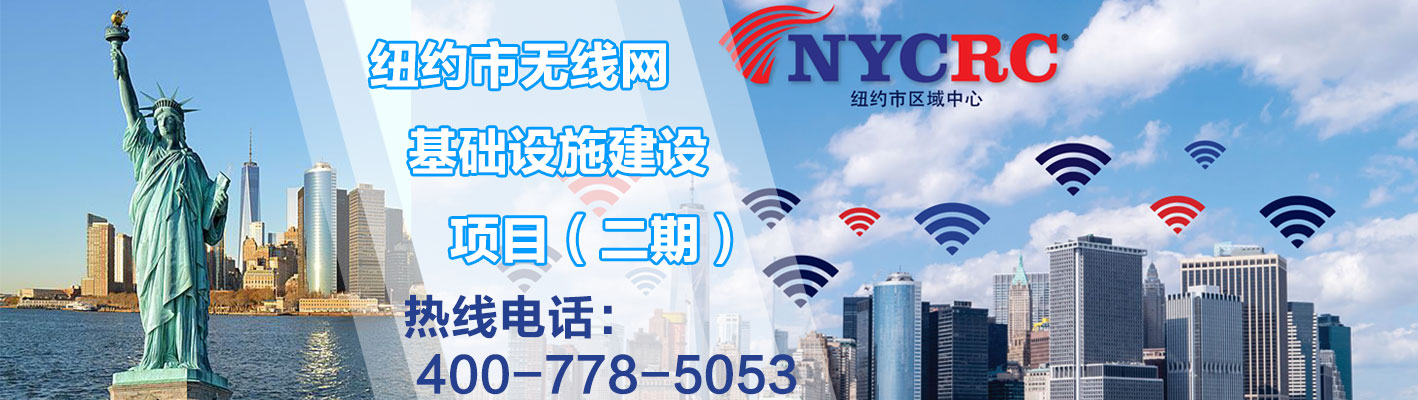 纽约市无线网
基础设施建设
项目（二期）
热线电话：
400-778-5053
NYCRC®
纽约市区域中心